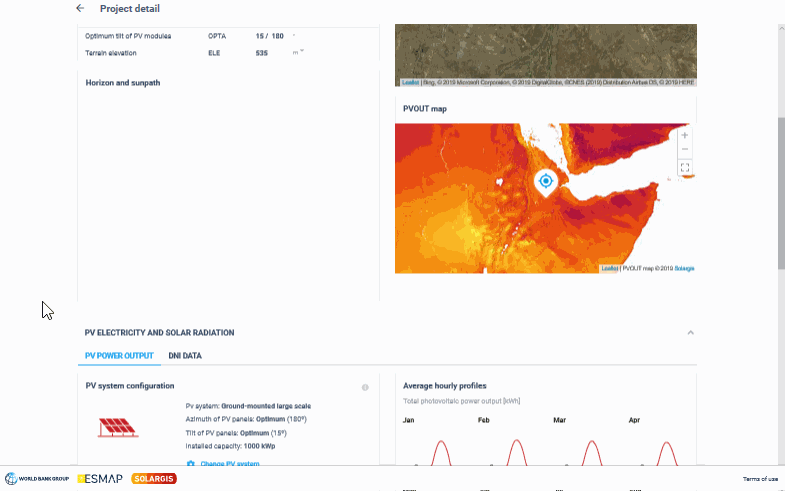 Project detail
Optimum tilt of PV modules OPTA 15 / 180 °
Terrain elevation ELE 535 m
Horizon and sunpath
Leaflet | Bing, © 2019 Microsoft Corporation, © 2019 DigitalGlobe, ©CNES (2019) Distribution Airbus DS, © 2019 HERE
PVOUT map
+
−
Leaflet | PVOUT map © 2019 Solargis
PV ELECTRICITY AND SOLAR RADIATION
PV POWER OUTPUT DNI DATA
PV system configuration
Pv system: Ground-mounted large scale
Azimuth of PV panels: Optimum (180º)
Tilt of PV panels: Optimum (15º)
Installed capacity: 1000 kWp
Change PV system
Average hourly profiles
Total photovoltaic power output [kWh]
Jan Feb Mar Apr
WORLD BANK GROUP ESMAP SOLARGIS
Terms of use